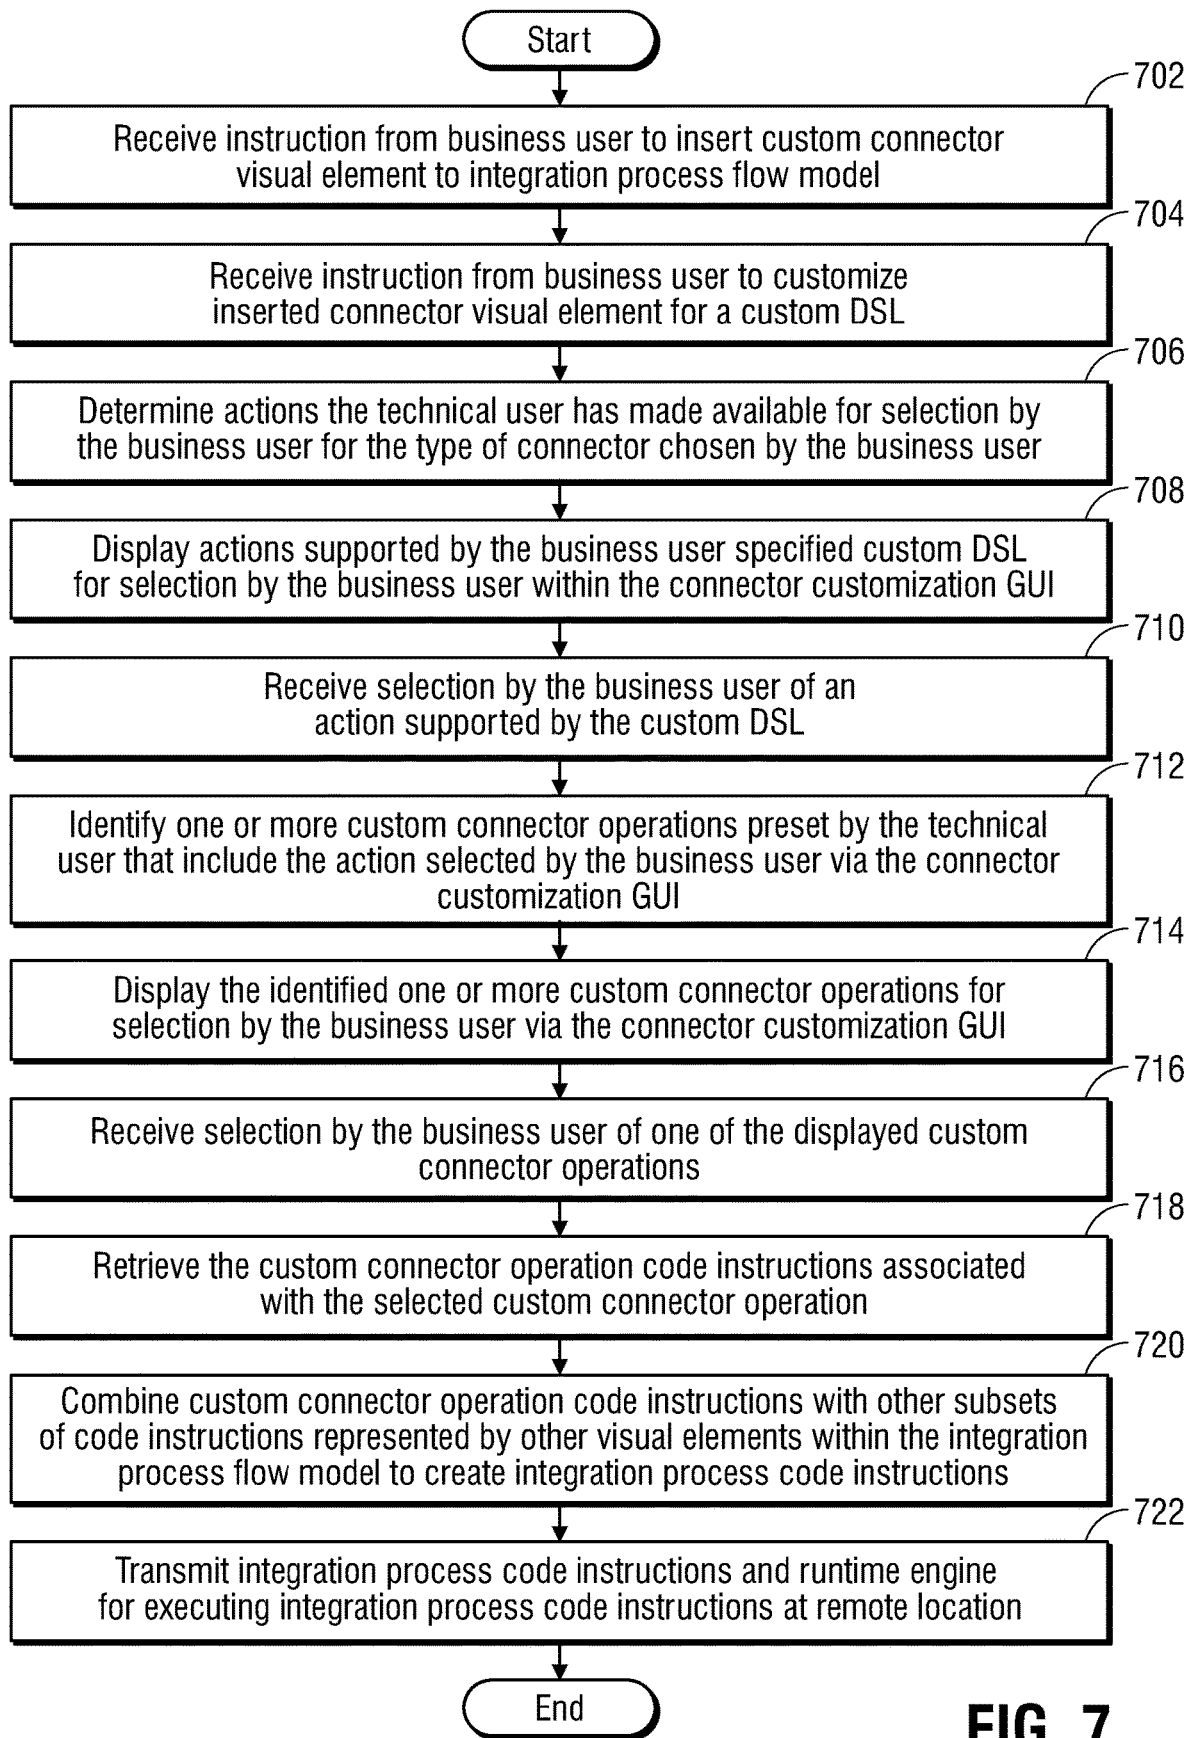 Start
702
Receive instruction from business user to insert custom connector
visual element to integration process flow model
704
Receive instruction from business user to customize
inserted connector visual element for a custom DSL
706
Determine actions the technical user has made available for selection by
the business user for the type of connector chosen by the business user
708
Display actions supported by the business user specified custom DSL
for selection by the business user within the connector customization GUI
710
Receive selection by the business user of an
action supported by the custom DSL
712
Identify one or more custom connector operations preset by the technical
user that include the action selected by the business user via the connector
customization GUI
714
Display the identified one or more custom connector operations for
selection by the business user via the connector customization GUI
716
Receive selection by the business user of one of the displayed custom
connector operations
718
Retrieve the custom connector operation code instructions associated
with the selected custom connector operation
720
Combine custom connector operation code instructions with other subsets
of code instructions represented by other visual elements within the integration
process flow model to create integration process code instructions
722
Transmit integration process code instructions and runtime engine
for executing integration process code instructions at remote location
End
FIG. 7